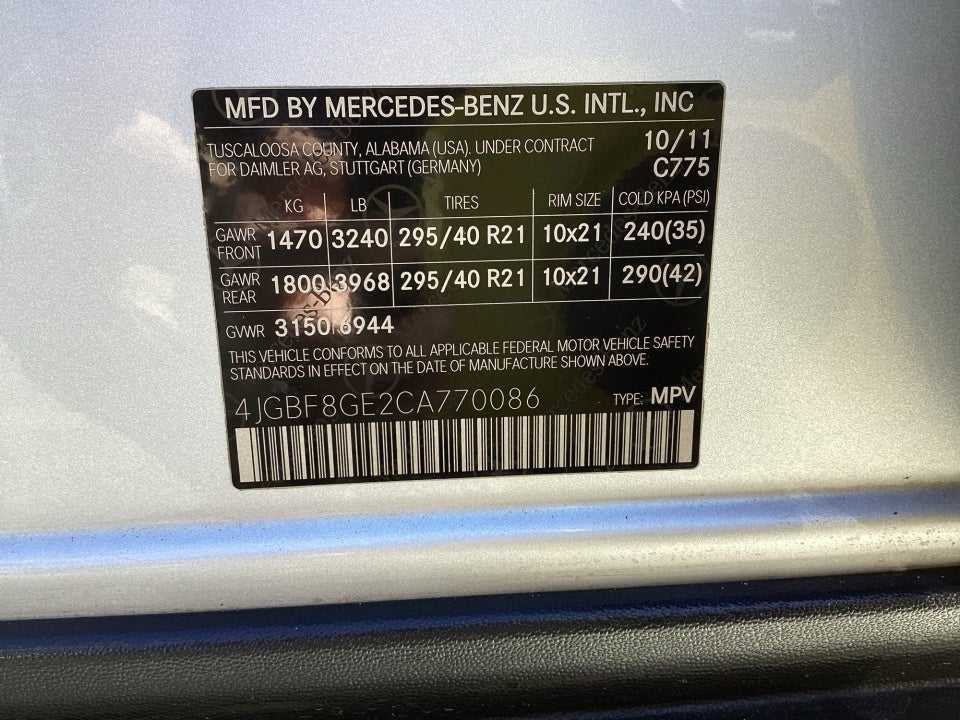 MFD BY MERCEDES-BENZ U.S. INTL., INC
TUSCALOOSA COUNTY, ALABAMA (USA). UNDER CONTRACT
FOR DAIMLER AG, STUTTGART (GERMANY)
10/11
C775
KG LB TIRES RIM SIZE COLD KPA (PSI)
GAWR FRONT 1470 3240 295/40 R21 10x21 240(35)
GAWR REAR 1800 3968 295/40 R21 10x21 290(42)
GVWR 3150 6944
THIS VEHICLE CONFORMS TO ALL APPLICABLE FEDERAL MOTOR VEHICLE SAFETY
STANDARDS IN EFFECT ON THE DATE OF MANUFACTURE SHOWN ABOVE:
4JGBF8GE2CA770086 TYPE: MPV